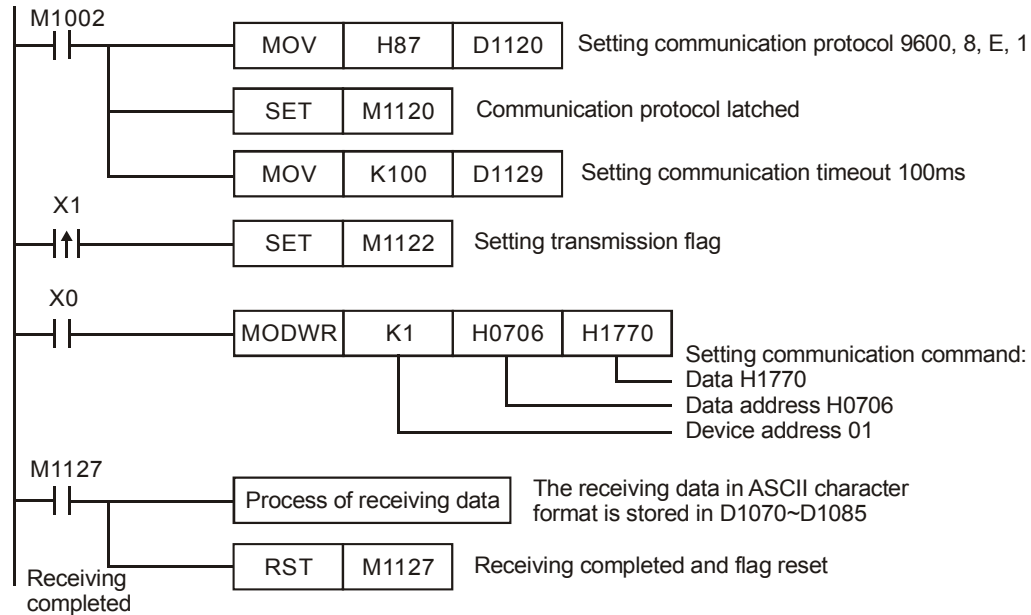 M1002
MOV H87 D1120 Setting communication protocol 9600, 8, E, 1
SET M1120 Communication protocol latched
MOV K100 D1129 Setting communication timeout 100ms
X1
SET M1122 Setting transmission flag
X0
MODWR K1 H0706 H1770
Setting communication command:
Data H1770
Data address H0706
Device address 01
M1127
Process of receiving data
The receiving data in ASCII character
format is stored in D1070~D1085
RST M1127 Receiving completed and flag reset
Receiving
completed